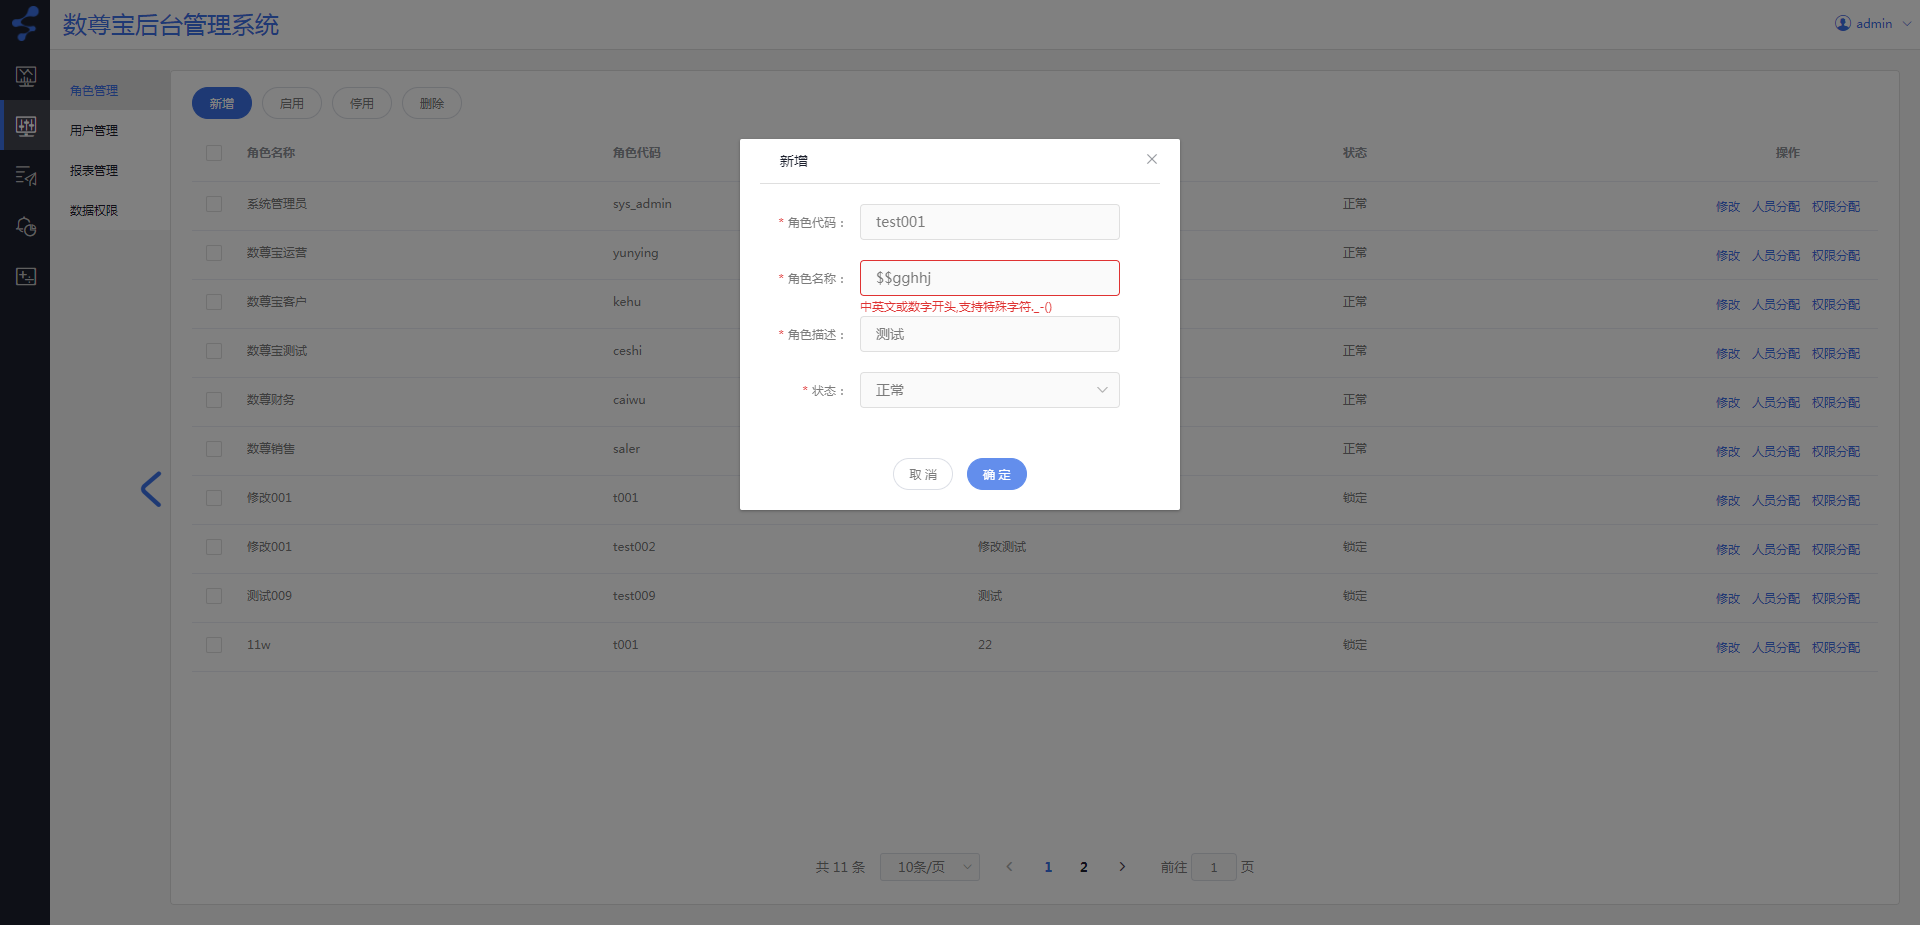 数尊宝后台管理系统
admin
角色管理
用户管理
报表管理
数据权限
新增 启用 停用 删除
角色名称 角色代码 状态 操作
系统管理员 sys_admin 正常 修改 人员分配 权限分配
数尊宝运营 yunying 正常 修改 人员分配 权限分配
数尊宝客户 kehu 正常 修改 人员分配 权限分配
数尊宝测试 ceshi 正常 修改 人员分配 权限分配
数尊财务 caiwu 正常 修改 人员分配 权限分配
数尊销售 saler 正常 修改 人员分配 权限分配
修改001 t001 锁定 修改 人员分配 权限分配
修改001 test002 修改测试 锁定 修改 人员分配 权限分配
测试009 test009 测试 锁定 修改 人员分配 权限分配
11w t001 22 锁定 修改 人员分配 权限分配
共 11 条 10条/页 1 2 前往 1 页
新增
* 角色代码： test001
* 角色名称： $$gghhj
中英文或数字开头,支持特殊字符._-()
* 角色描述： 测试
* 状态： 正常
取 消 确 定